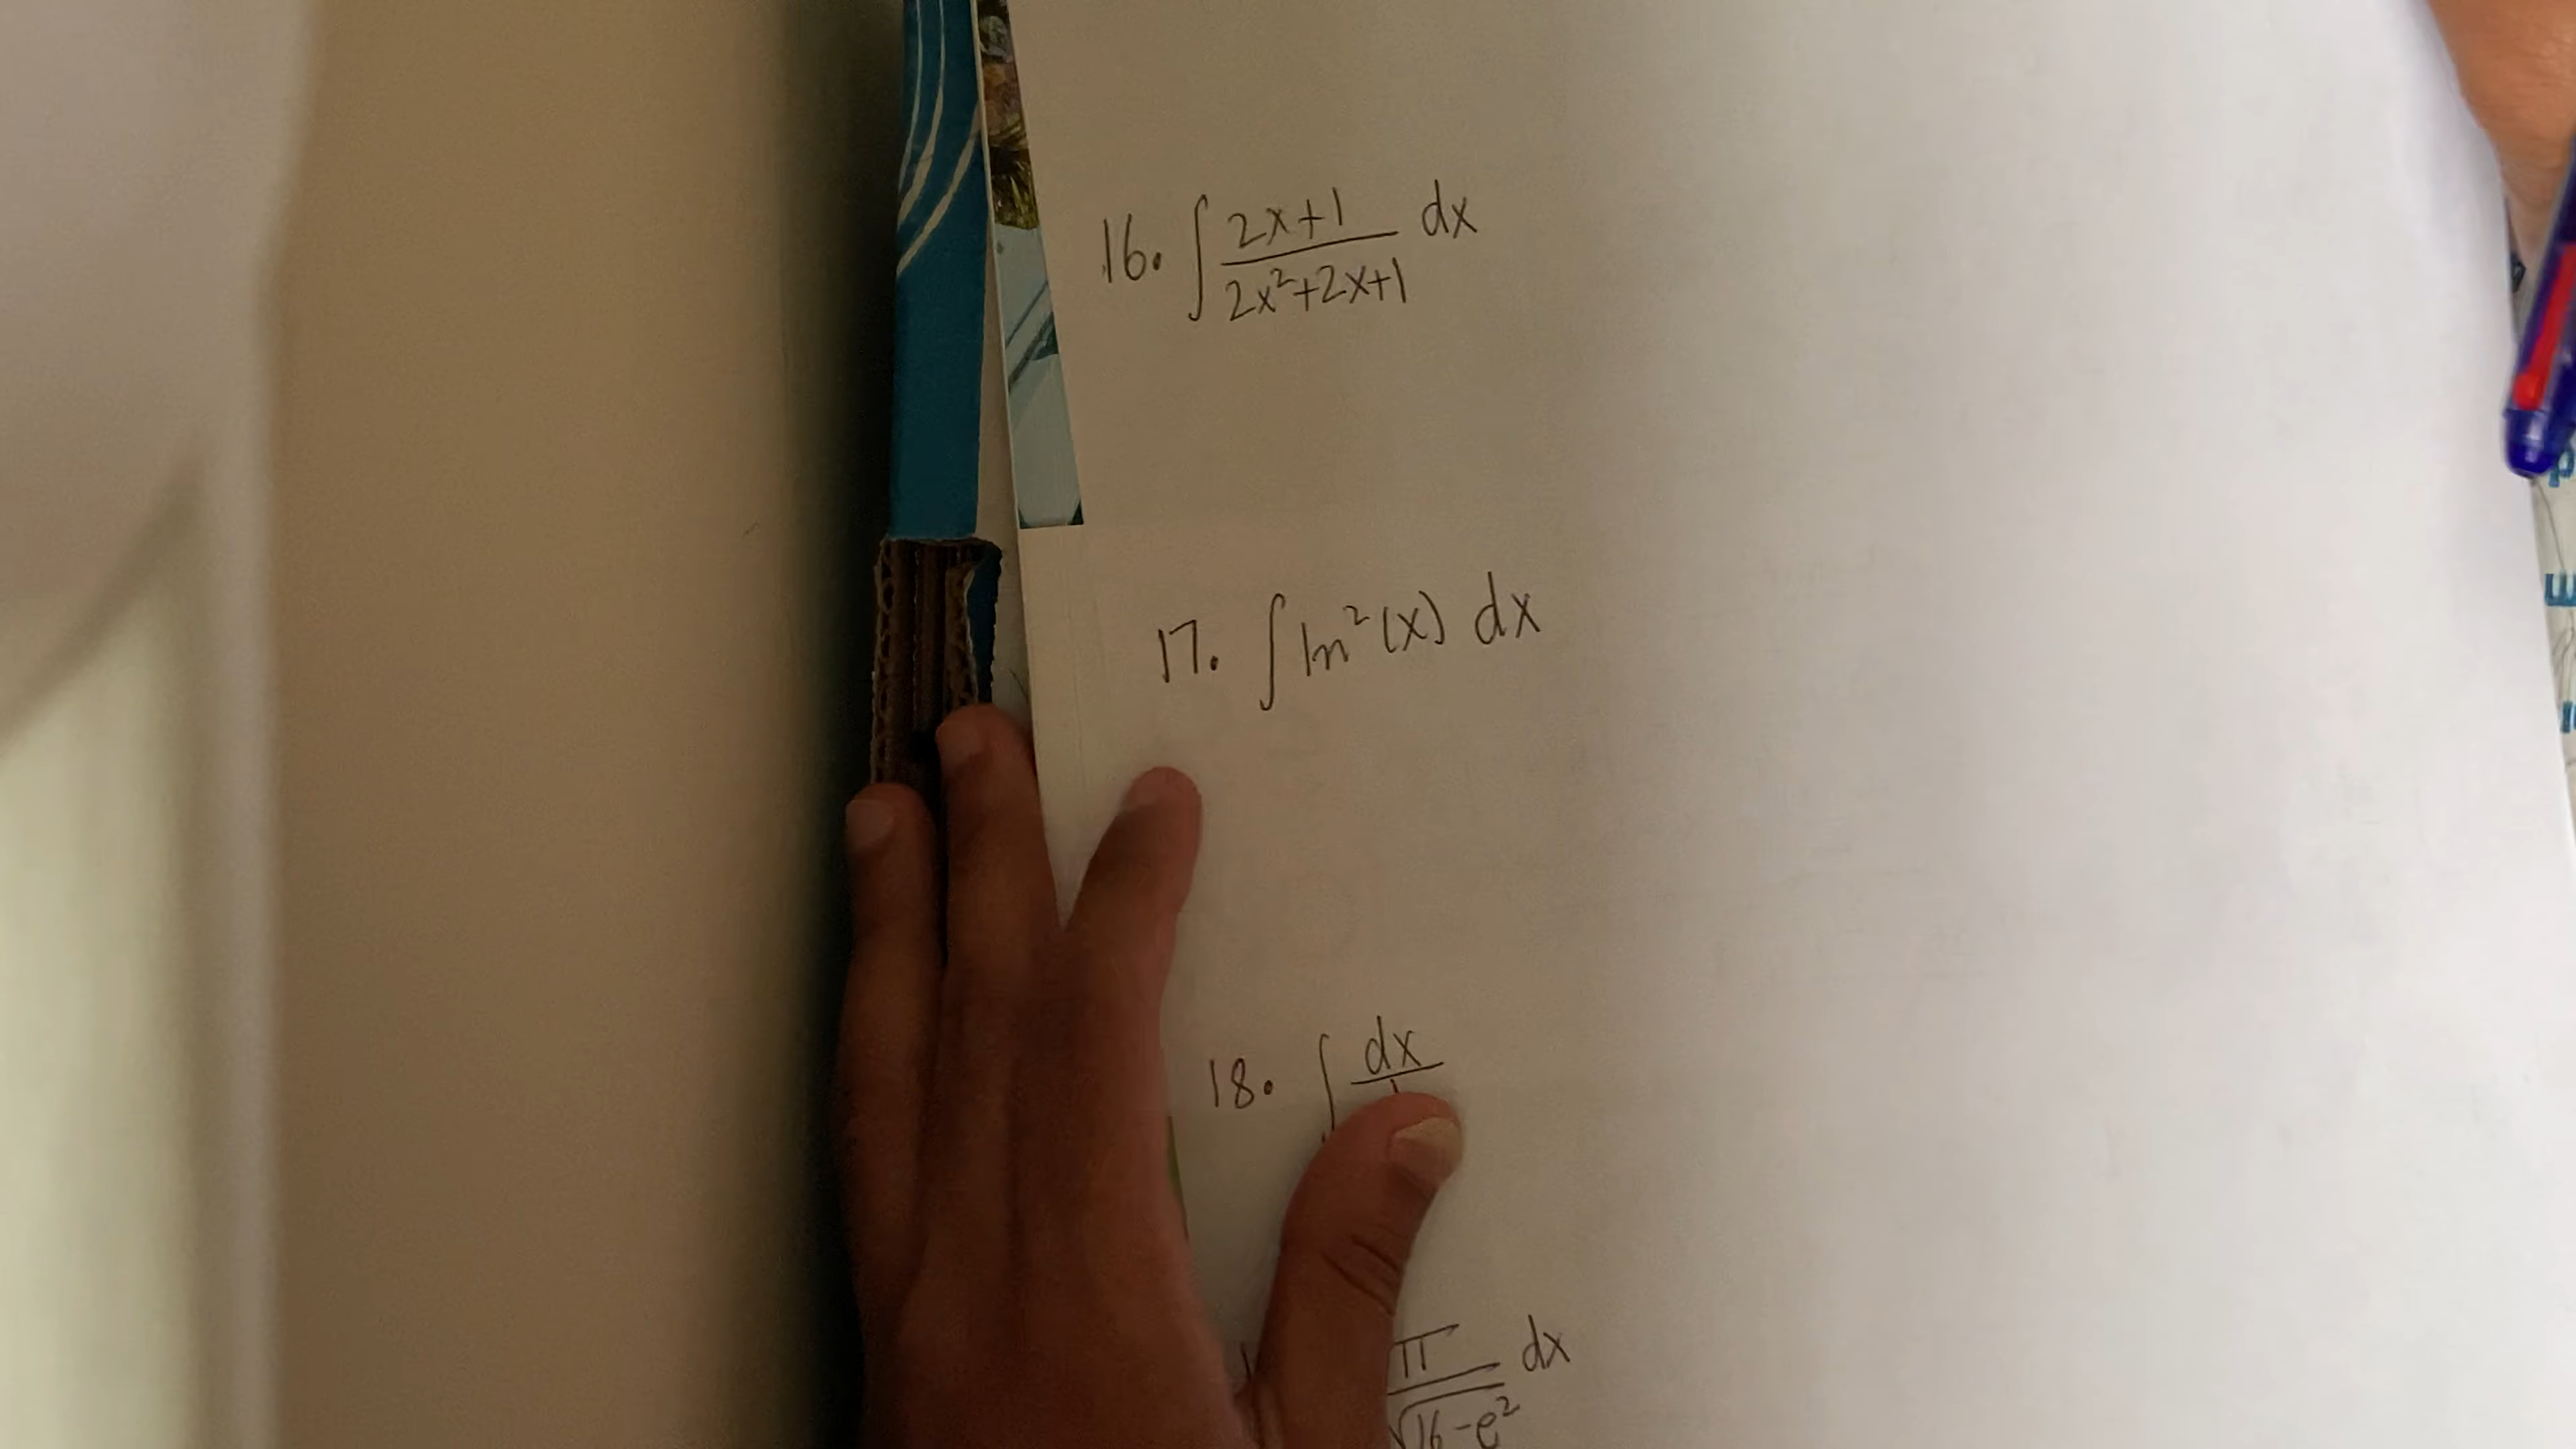 16. ∫ (2x+1)/(2x²+2x+1) dx
17. ∫ ln²(x) dx
18. ∫ dx/
π/√(16-e²) dx